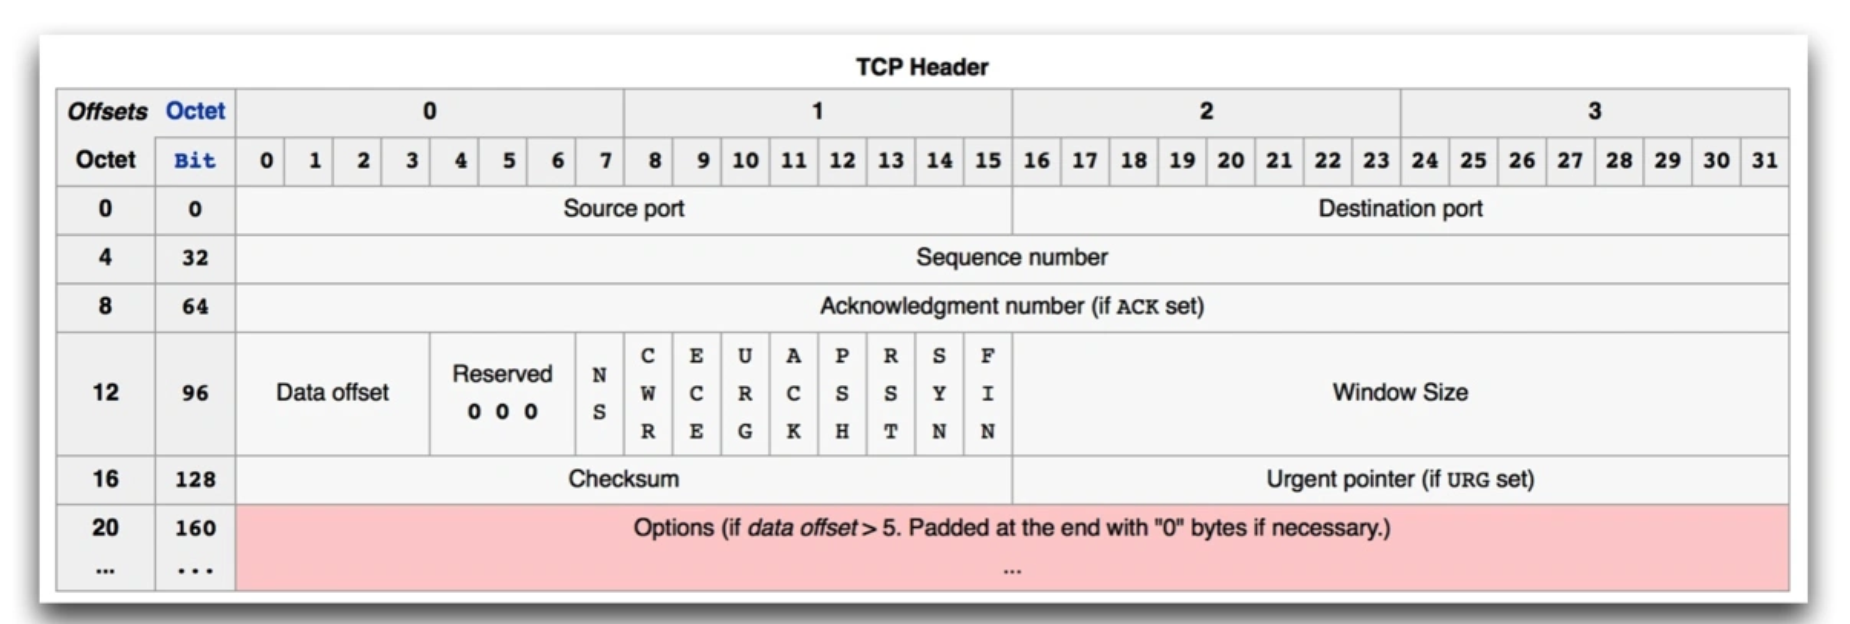 TCP Header
Offsets Octet 0 1 2 3
Octet Bit 0 1 2 3 4 5 6 7 8 9 10 11 12 13 14 15 16 17 18 19 20 21 22 23 24 25 26 27 28 29 30 31
0 0 Source port Destination port
4 32 Sequence number
8 64 Acknowledgment number (if ACK set)
12 96 Data offset Reserved 0 0 0 NS CWR ECE URG ACK PSH RST SYN FIN Window Size
16 128 Checksum Urgent pointer (if URG set)
20 160 Options (if data offset > 5. Padded at the end with "0" bytes if necessary.)
... ... ...